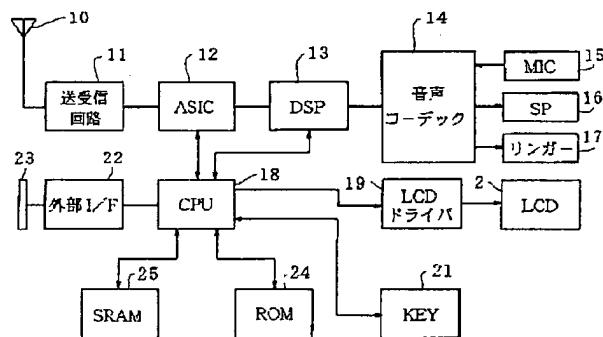 10
11
12
13
14
送受信
回路
ASIC
DSP
音声
コーデック
MIC
15
SP
16
リンガー
17
23
22
外部 I/F
18
CPU
19
LCD
ドライバ
2
LCD
25
SRAM
24
ROM
21
KEY